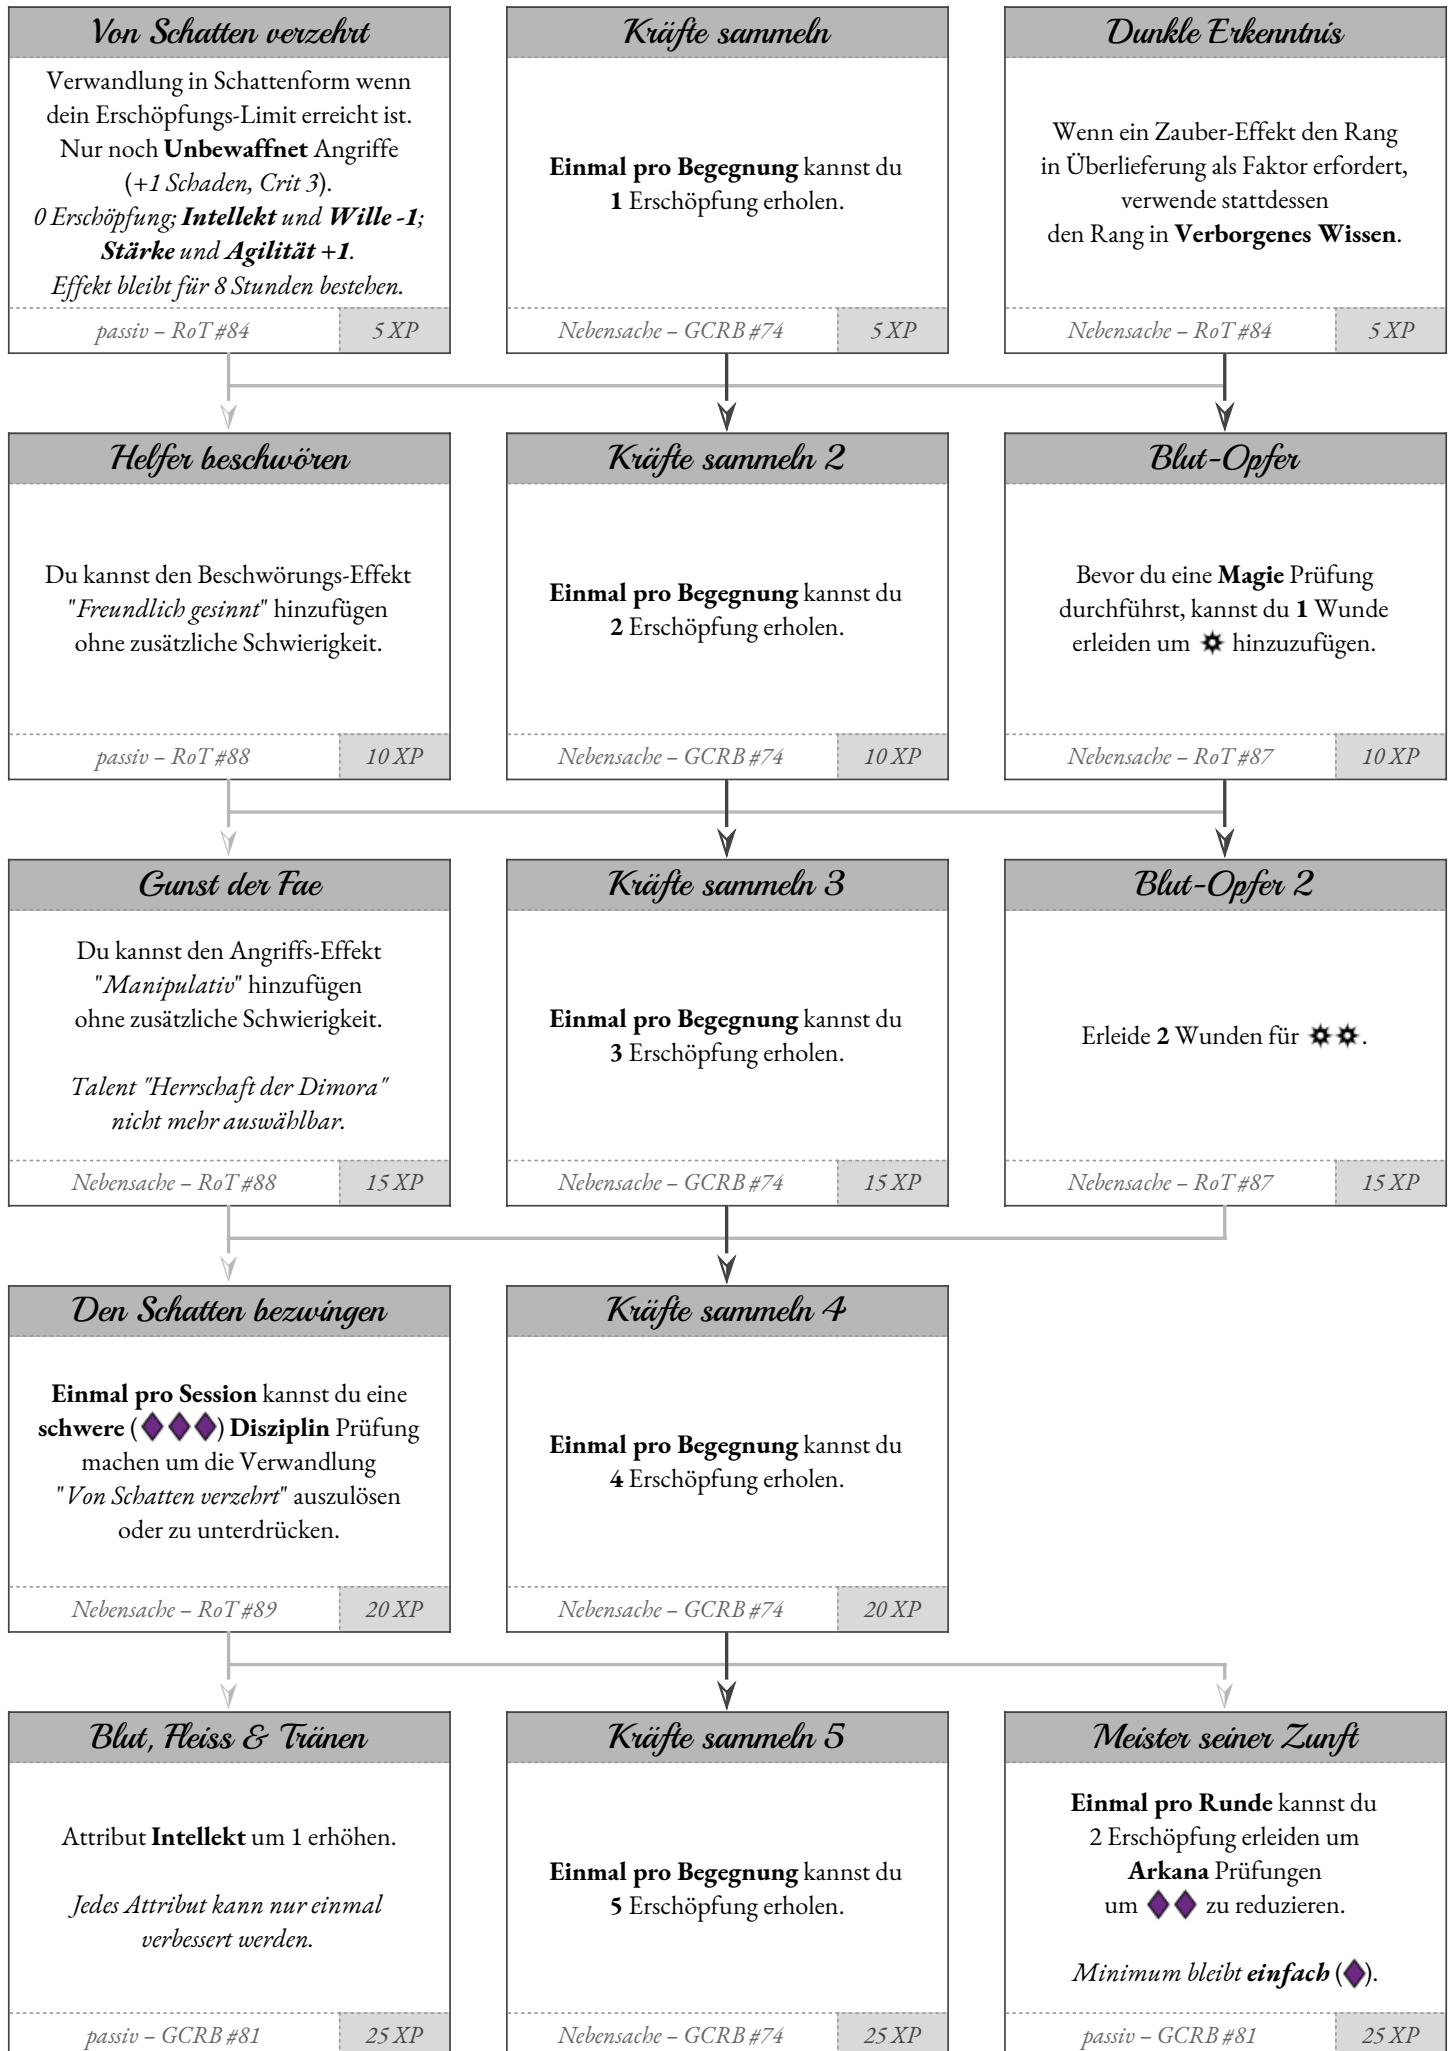 Von Schatten verzehrt
Verwandlung in Schattenform wenn
dein Erschöpfungs-Limit erreicht ist.
Nur noch Unbewaffnet Angriffe
(+1 Schaden, Crit 3).
0 Erschöpfung; Intellekt und Wille -1;
Stärke und Agilität +1.
Effekt bleibt für 8 Stunden bestehen.
passiv – RoT #84
5 XP
Kräfte sammeln
Einmal pro Begegnung kannst du
1 Erschöpfung erholen.
Nebensache – GCRB #74
5 XP
Dunkle Erkenntnis
Wenn ein Zauber-Effekt den Rang
in Überlieferung als Faktor erfordert,
verwende stattdessen
den Rang in Verborgenes Wissen.
Nebensache – RoT #84
5 XP
Helfer beschwören
Du kannst den Beschwörungs-Effekt
"Freundlich gesinnt" hinzufügen
ohne zusätzliche Schwierigkeit.
passiv – RoT #88
10 XP
Kräfte sammeln 2
Einmal pro Begegnung kannst du
2 Erschöpfung erholen.
Nebensache – GCRB #74
10 XP
Blut-Opfer
Bevor du eine Magie Prüfung
durchführst, kannst du 1 Wunde
erleiden um hinzuzufügen.
Nebensache – RoT #87
10 XP
Gunst der Fae
Du kannst den Angriffs-Effekt
"Manipulativ" hinzufügen
ohne zusätzliche Schwierigkeit.
Talent "Herrschaft der Dimora"
nicht mehr auswählbar.
Nebensache – RoT #88
15 XP
Kräfte sammeln 3
Einmal pro Begegnung kannst du
3 Erschöpfung erholen.
Nebensache – GCRB #74
15 XP
Blut-Opfer 2
Erleide 2 Wunden für .
Nebensache – RoT #87
15 XP
Den Schatten bezwingen
Einmal pro Session kannst du eine
schwere (♦♦♦) Disziplin Prüfung
machen um die Verwandlung
"Von Schatten verzehrt" auszulösen
oder zu unterdrücken.
Nebensache – RoT #89
20 XP
Kräfte sammeln 4
Einmal pro Begegnung kannst du
4 Erschöpfung erholen.
Nebensache – GCRB #74
20 XP
Blut, Fleiss & Tränen
Attribut Intellekt um 1 erhöhen.
Jedes Attribut kann nur einmal
verbessert werden.
passiv – GCRB #81
25 XP
Kräfte sammeln 5
Einmal pro Begegnung kannst du
5 Erschöpfung erholen.
Nebensache – GCRB #74
25 XP
Meister seiner Zunft
Einmal pro Runde kannst du
2 Erschöpfung erleiden um
Arkana Prüfungen
um ♦♦ zu reduzieren.
Minimum bleibt einfach (♦).
passiv – GCRB #81
25 XP